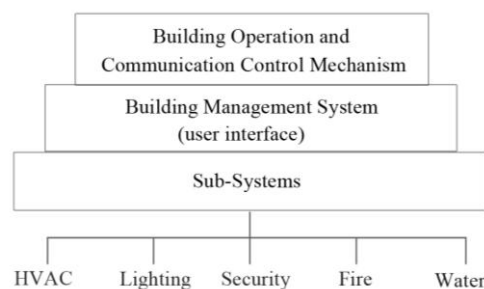 Building Operation and
Communication Control Mechanism
Building Management System
(user interface)
Sub-Systems
HVAC Lighting Security Fire Water